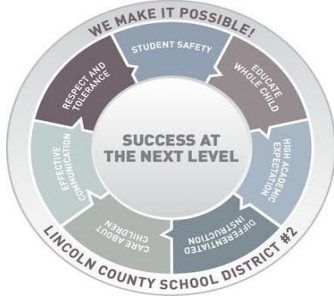 WE MAKE IT POSSIBLE!
STUDENT SAFETY
EDUCATE
WHOLE CHILD
HIGH ACADEMIC
EXPECTATION
DIFFERENTIATED
INSTRUCTION
CARE ABOUT
CHILDREN
EFFECTIVE
COMMUNICATION
RESPECT AND
TOLERANCE
SUCCESS AT
THE NEXT LEVEL
LINCOLN COUNTY SCHOOL DISTRICT #2